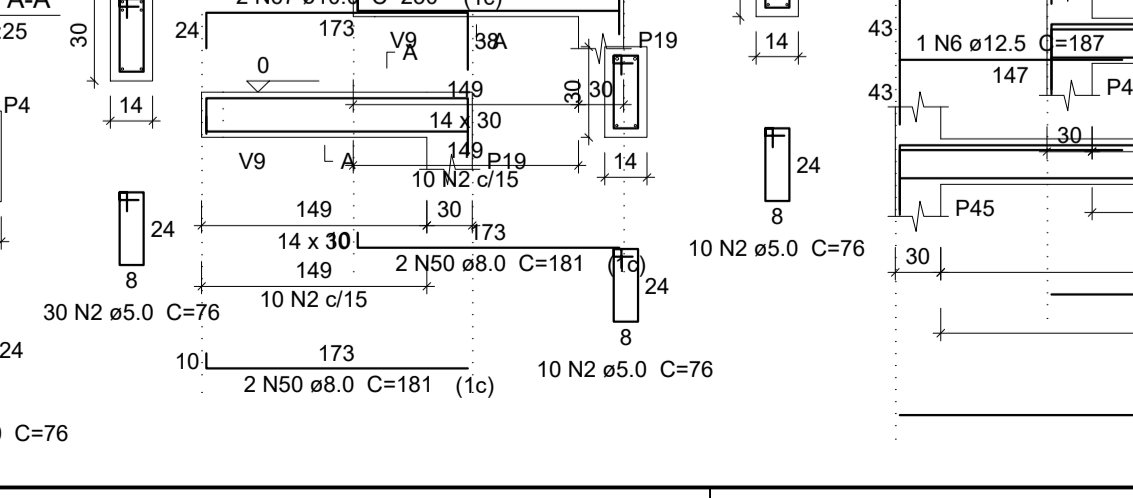 A-A
:25
30
14
P4
24
173
V9
A
38
A
P19
0
149
30
30
14 x 30
149
V9
A
P19
10 N2 c/15
14
14
43
1 N6 ø12.5 C=187
147
43
P4
30
24
8
30 N2 ø5.0 C=76
149
30
14 x 30
149
10 N2 c/15
10
173
2 N50 ø8.0 C=181 (1c)
24
8
10 N2 ø5.0 C=76
24
8
10 N2 ø5.0 C=76
P45
30
24
10
173
2 N50 ø8.0 C=181 (1c)
C=76